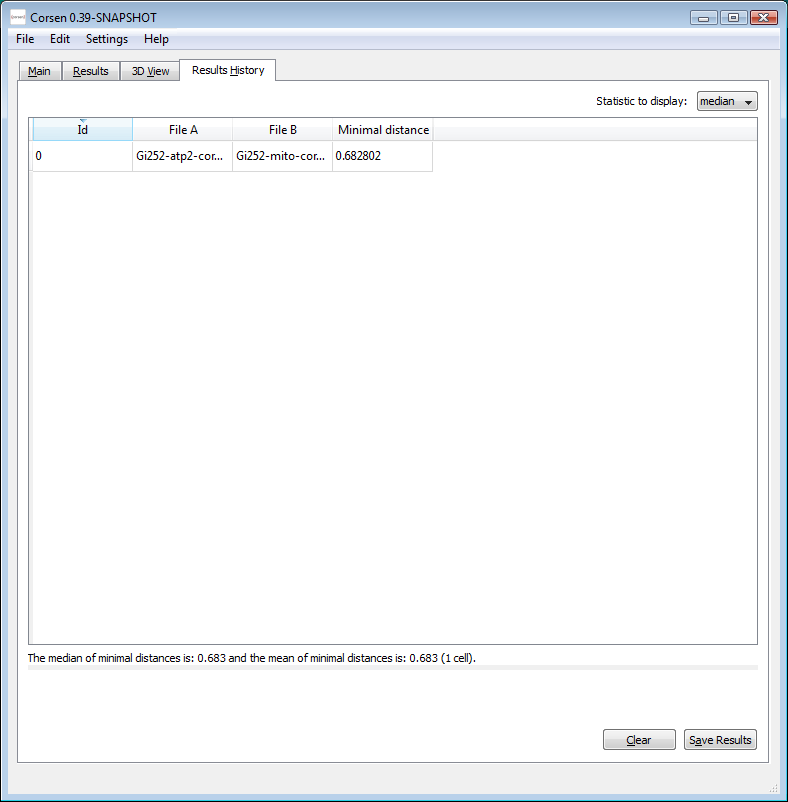 Corsen 0.39-SNAPSHOT
File Edit Settings Help
Main Results 3D View Results History
Statistic to display: median
Id File A File B Minimal distance
0 Gi252-atp2-cor... Gi252-mito-cor... 0.682802
The median of minimal distances is: 0.683 and the mean of minimal distances is: 0.683 (1 cell).
Clear Save Results